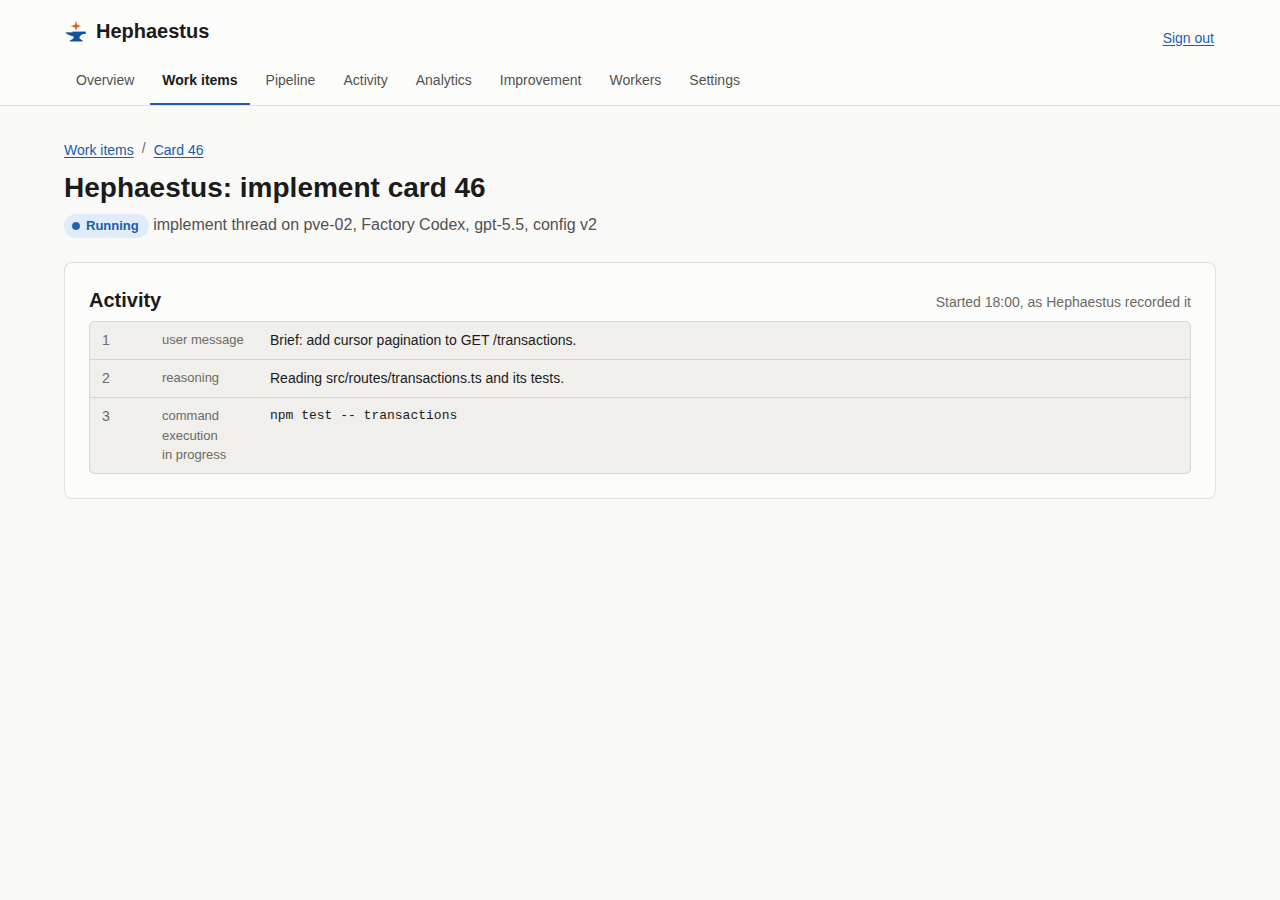 Hephaestus
Sign out
Overview Work items Pipeline Activity Analytics Improvement Workers Settings
Work items / Card 46
Hephaestus: implement card 46
Running implement thread on pve-02, Factory Codex, gpt-5.5, config v2
Activity Started 18:00, as Hephaestus recorded it
1 user message Brief: add cursor pagination to GET /transactions.
2 reasoning Reading src/routes/transactions.ts and its tests.
3 command npm test -- transactions
execution
in progress